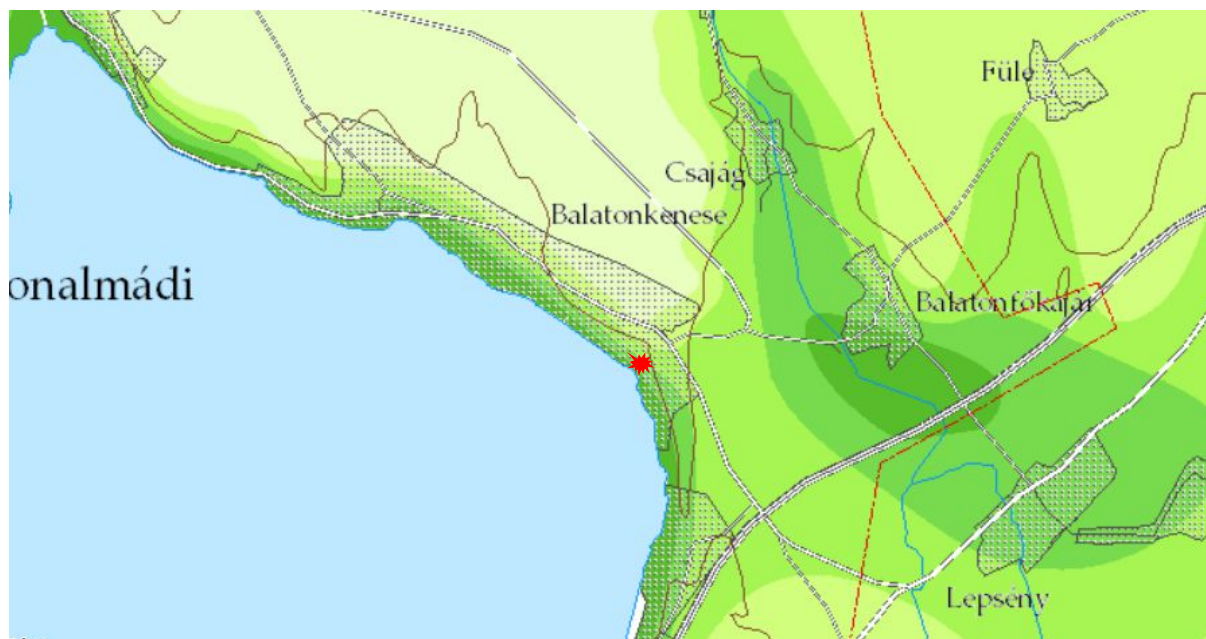 Füle
Csajág
Balatonkenese
onalmádi
Balatonfőkajár
Lepsény